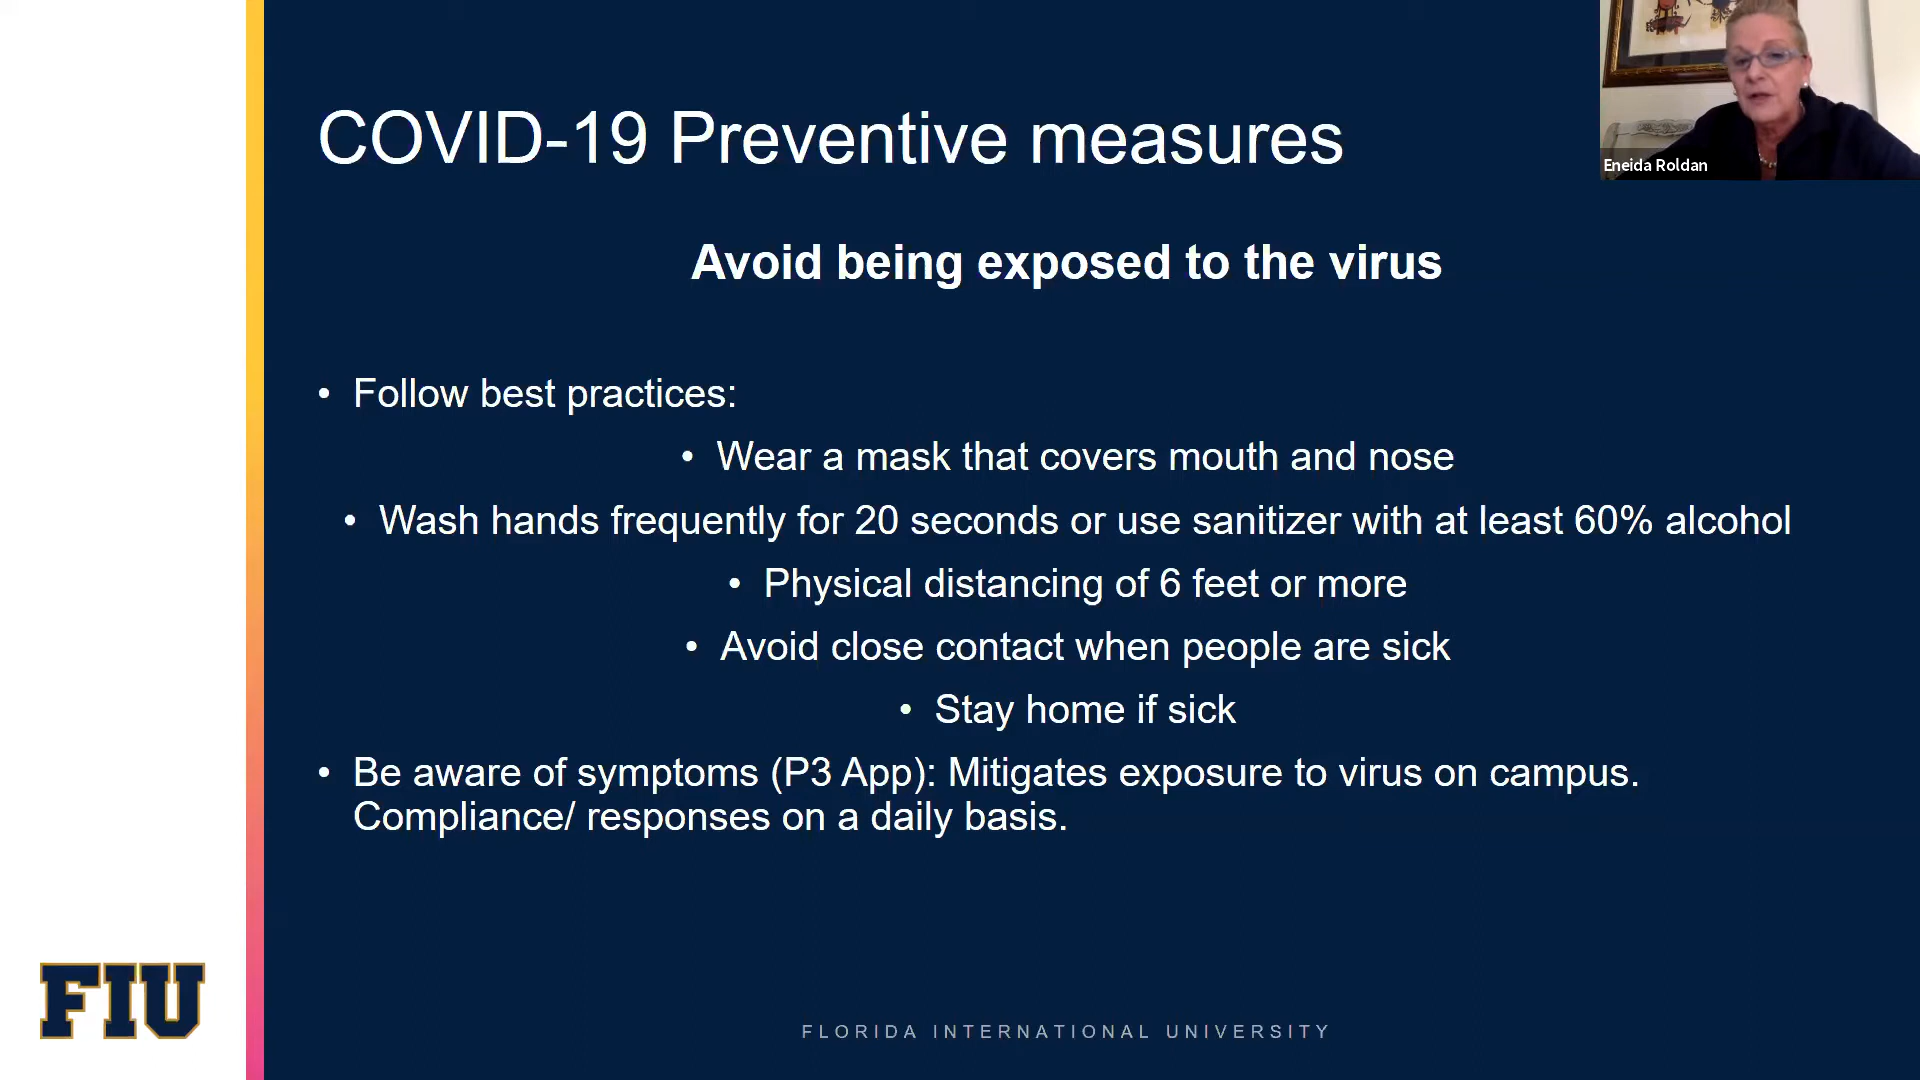 COVID-19 Preventive measures
Eneida Roldan
Avoid being exposed to the virus
• Follow best practices:
• Wear a mask that covers mouth and nose
• Wash hands frequently for 20 seconds or use sanitizer with at least 60% alcohol
• Physical distancing of 6 feet or more
• Avoid close contact when people are sick
• Stay home if sick
• Be aware of symptoms (P3 App): Mitigates exposure to virus on campus.
Compliance/ responses on a daily basis.
FIU
FLORIDA INTERNATIONAL UNIVERSITY